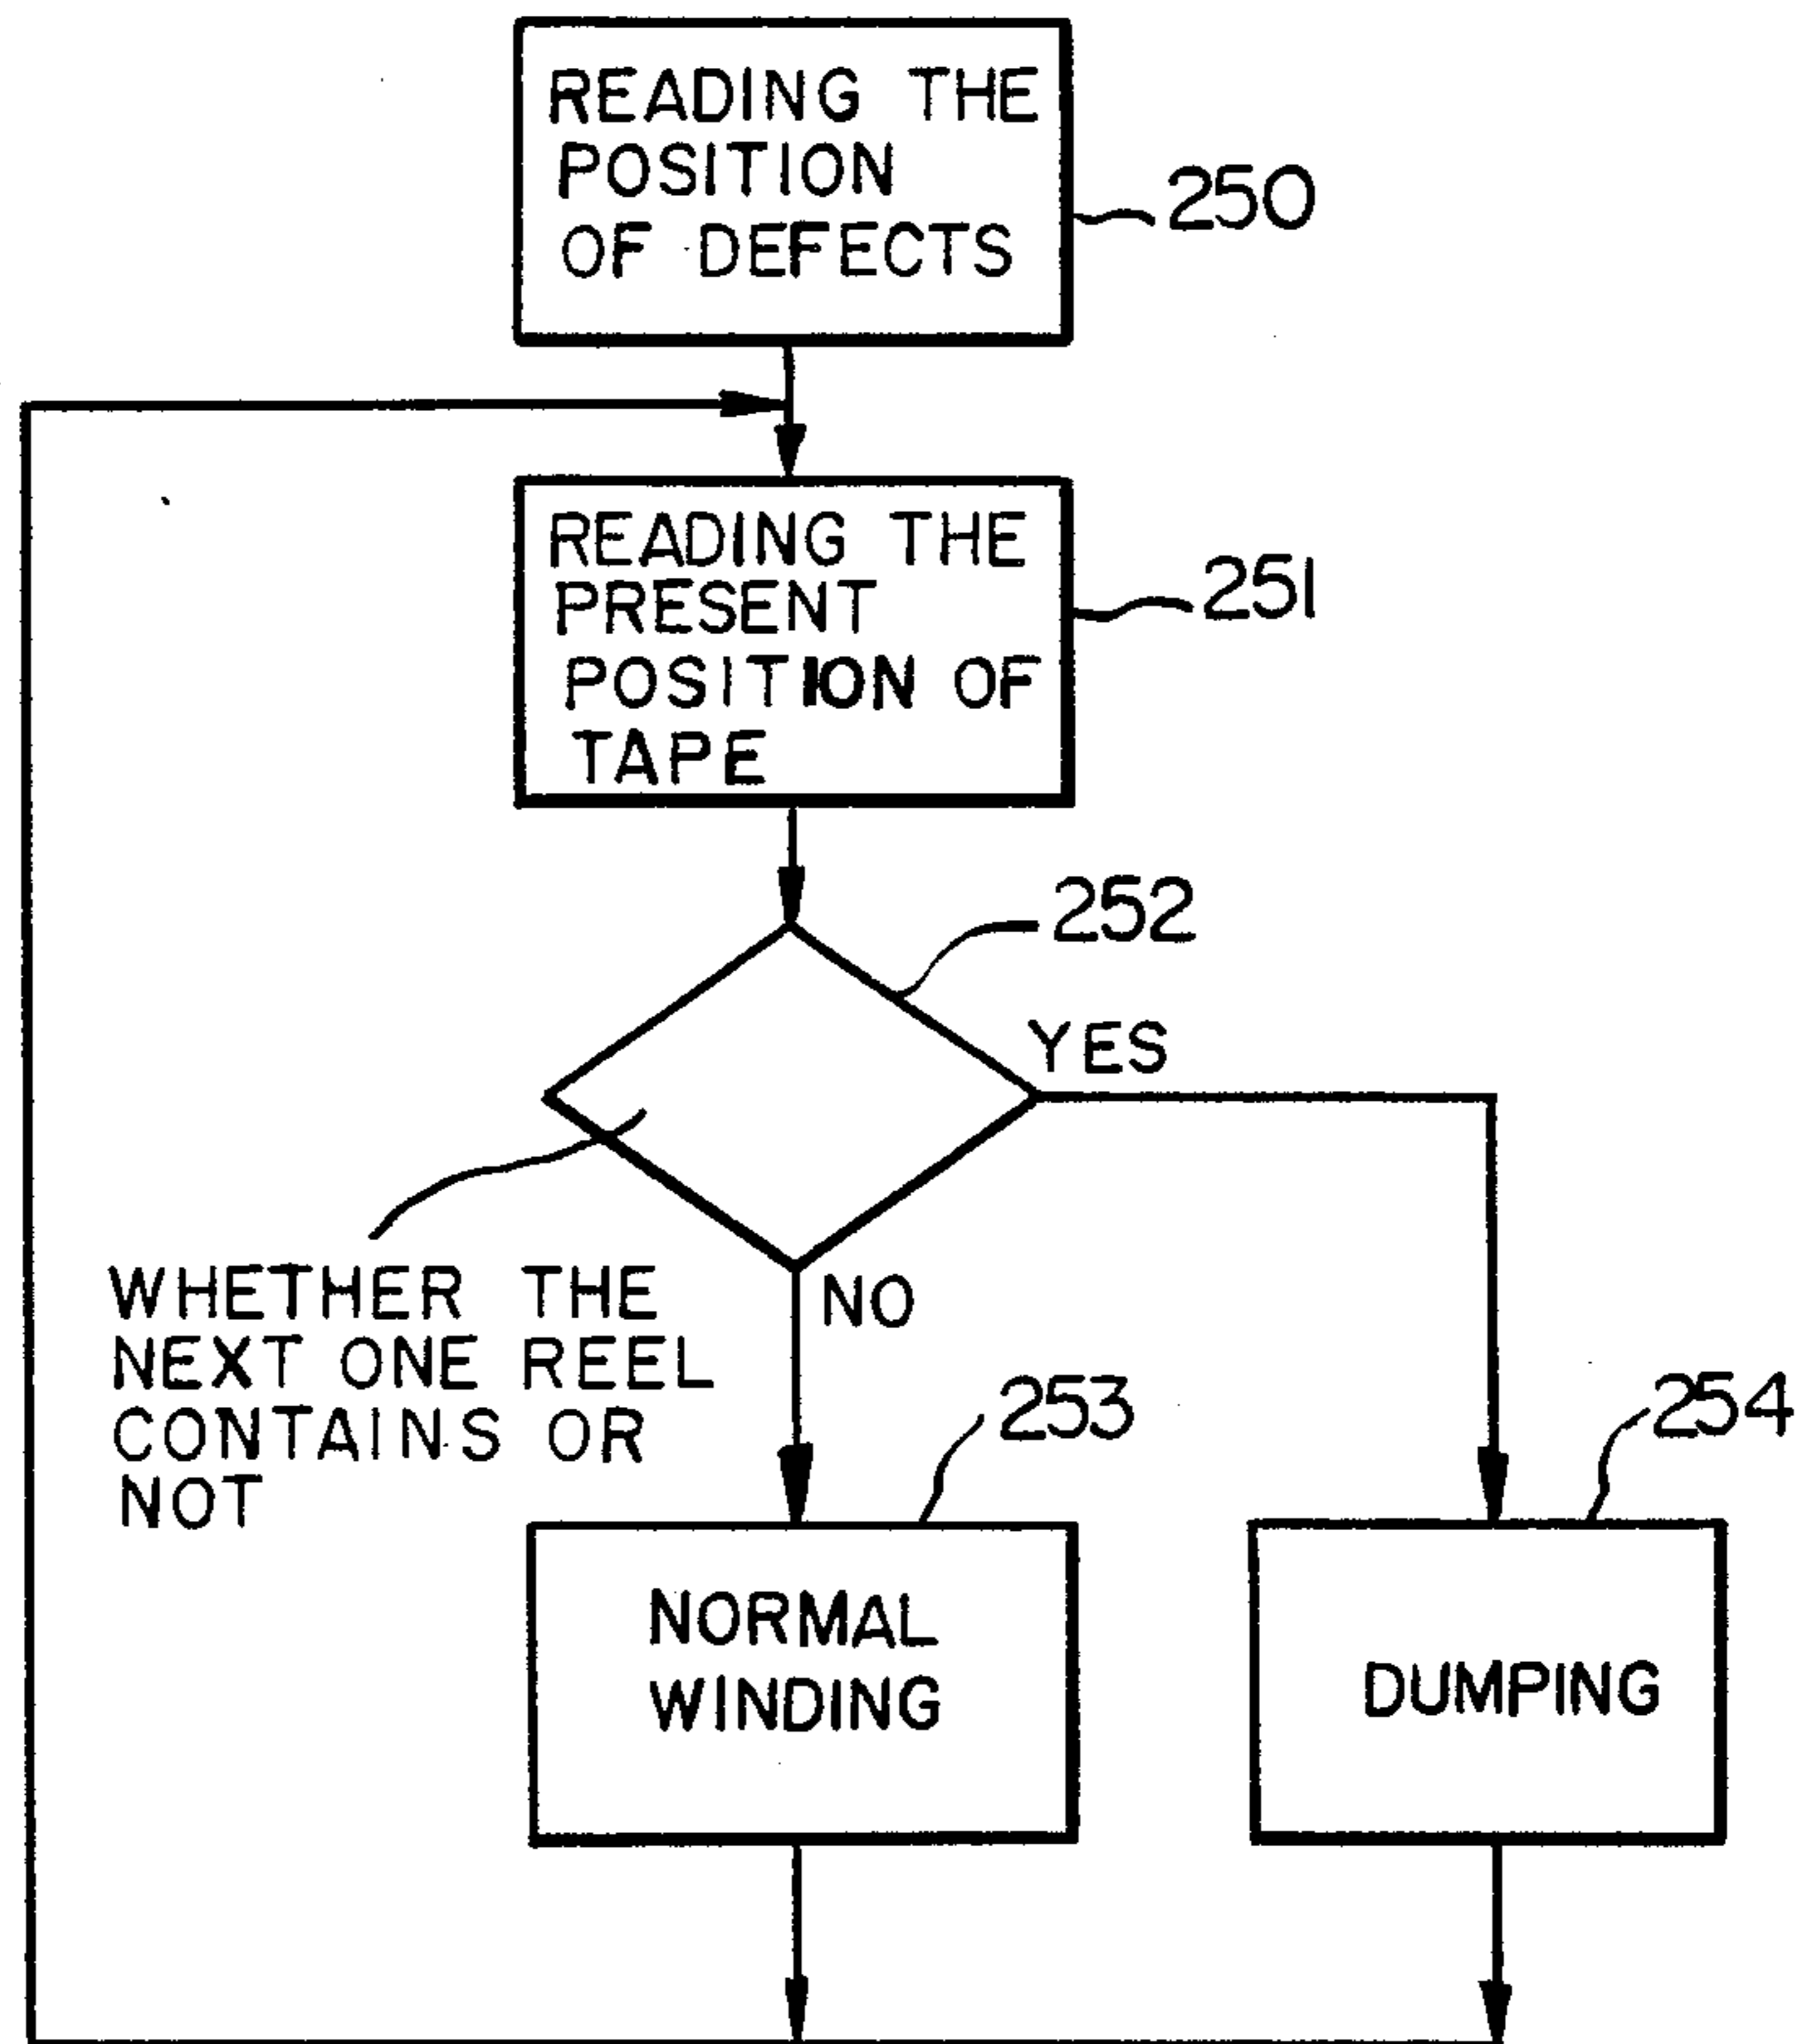 READING THE
POSITION
OF DEFECTS
250
READING THE
PRESENT
POSITION OF
TAPE
251
252
YES
WHETHER THE
NEXT ONE REEL
CONTAINS OR
NOT
NO
253
254
NORMAL
WINDING
DUMPING